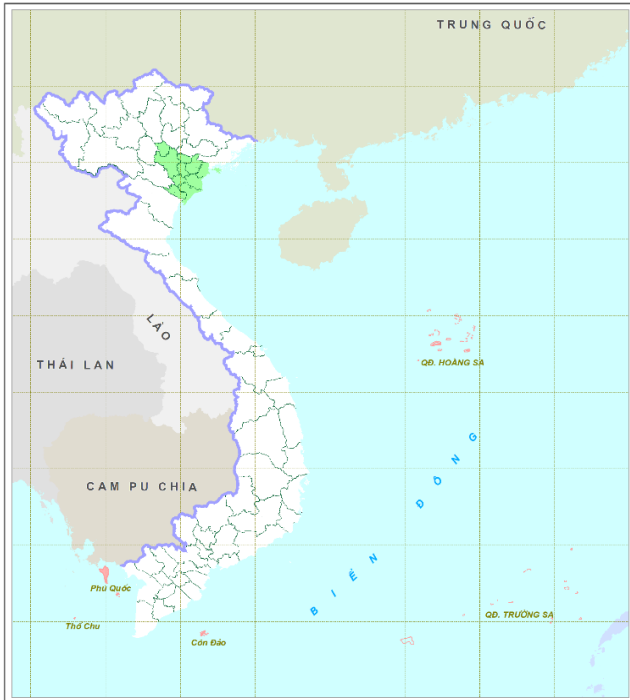 TRUNG QUỐC
LÀO
THÁI LAN
QĐ. HOÀNG SA
CAM PU CHIA
BIỂN ĐÔNG
Phú Quốc
QĐ. TRƯỜNG SA
Thổ Chu
Côn Đảo